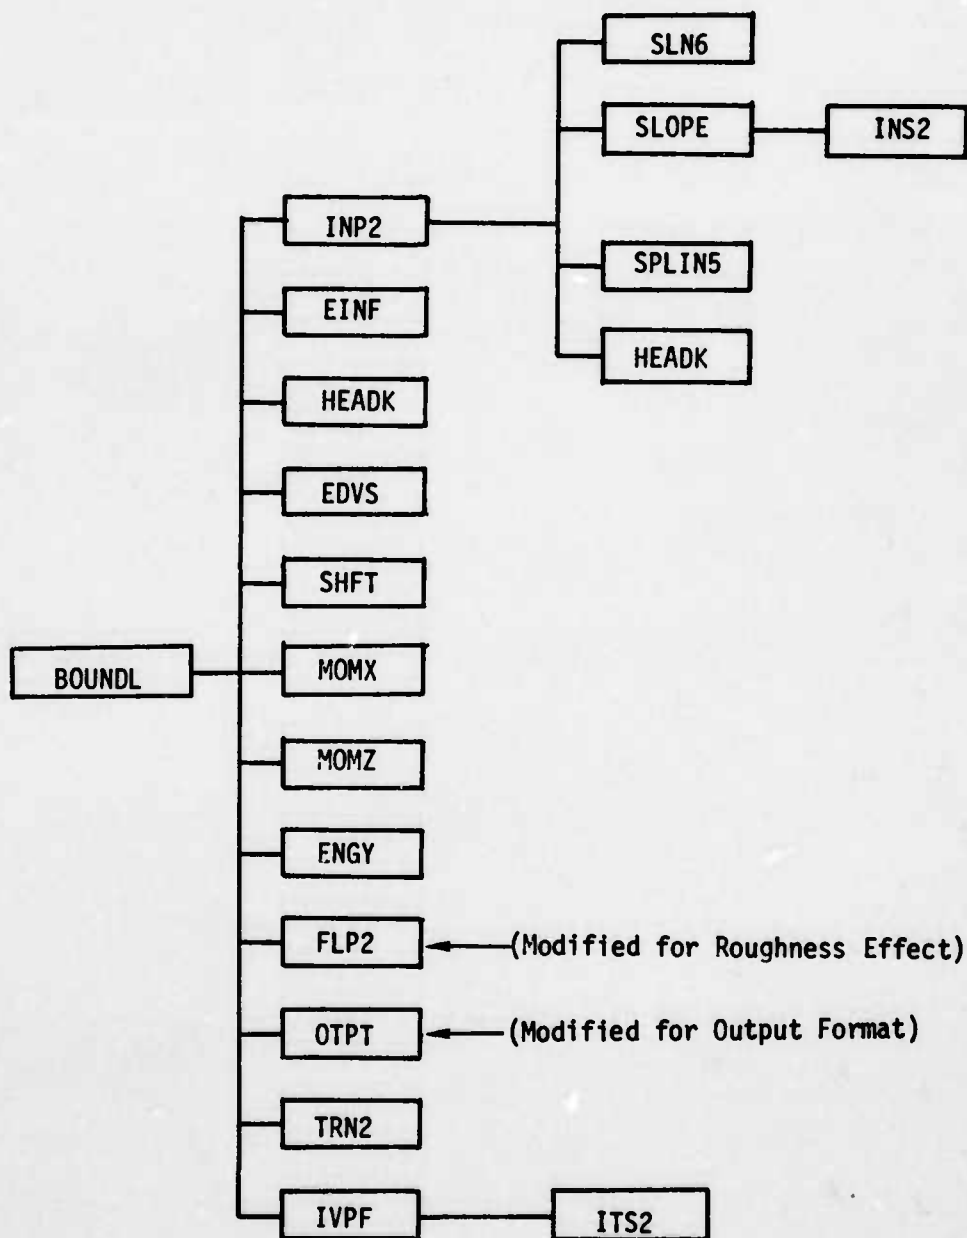 SLN6
SLOPE
INS2
INP2
SPLIN5
EINF
HEADK
HEADK
EDVS
SHFT
BOUNDL
MOMX
MOMZ
ENGY
FLP2
(Modified for Roughness Effect)
OTPT
(Modified for Output Format)
TRN2
IVPF
ITS2